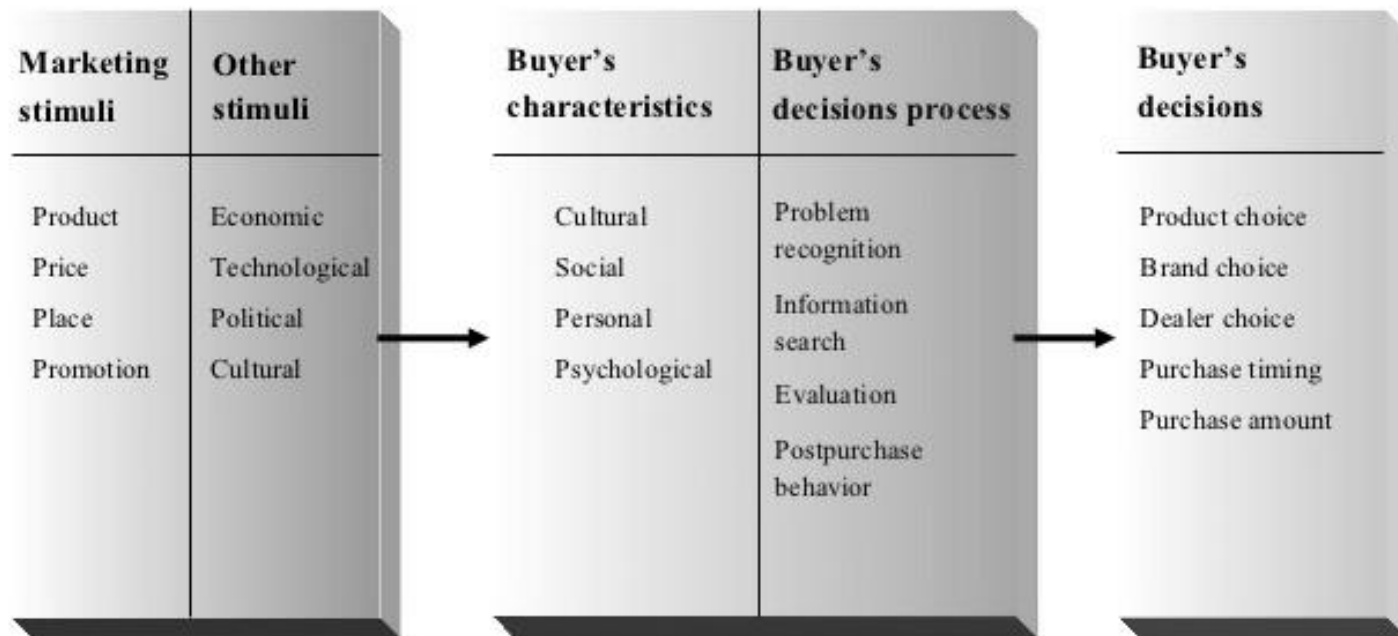 Marketing
stimuli
Product
Price
Place
Promotion
Other
stimuli
Economic
Technological
Political
Cultural
Buyer's
characteristics
Cultural
Social
Personal
Psychological
Buyer's
decisions process
Problem
recognition
Information
search
Evaluation
Postpurchase
behavior
Buyer's
decisions
Product choice
Brand choice
Dealer choice
Purchase timing
Purchase amount